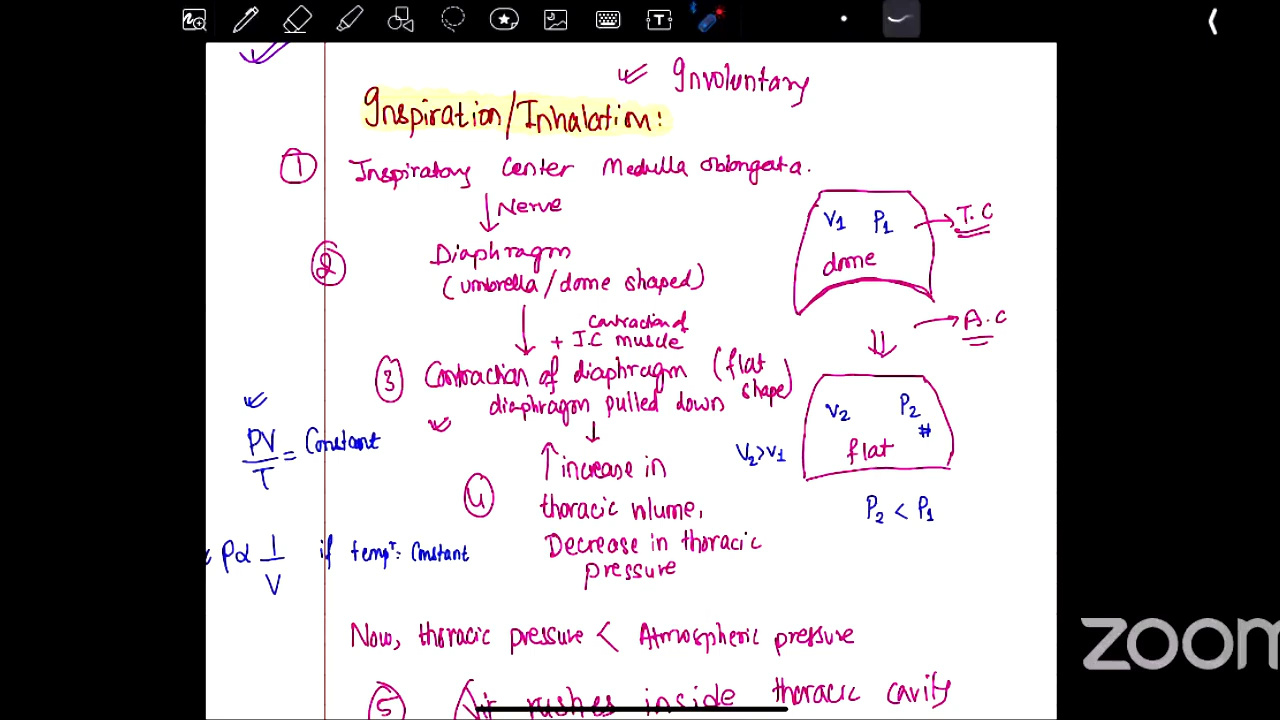 Involuntary
Inspiration/Inhalation:
① Inspiratory Center Medulla oblongata.
Nerve
V1 P1
T.C
dome
② Diaphragm
(umbrella/dome shaped)
A.C
contraction of
+ I.C muscle
③ Contraction of diaphragm (flat shape)
diaphragm pulled down
V2 P2
#
flat
PV/T = Constant
V2>V1
④ ↑ increase in
thoracic volume,
P2 < P1
Decrease in thoracic
pressure
P∝ 1/V if tempr: Constant
Now, thoracic pressure < Atmospheric pressure
⑤ Air rushes inside thoracic cavity
T
zoom